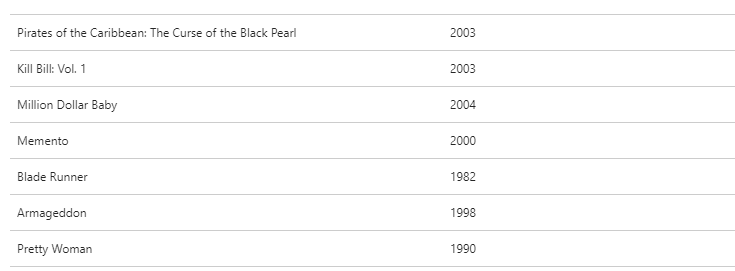 Pirates of the Caribbean: The Curse of the Black Pearl 2003
Kill Bill: Vol. 1 2003
Million Dollar Baby 2004
Memento 2000
Blade Runner 1982
Armageddon 1998
Pretty Woman 1990